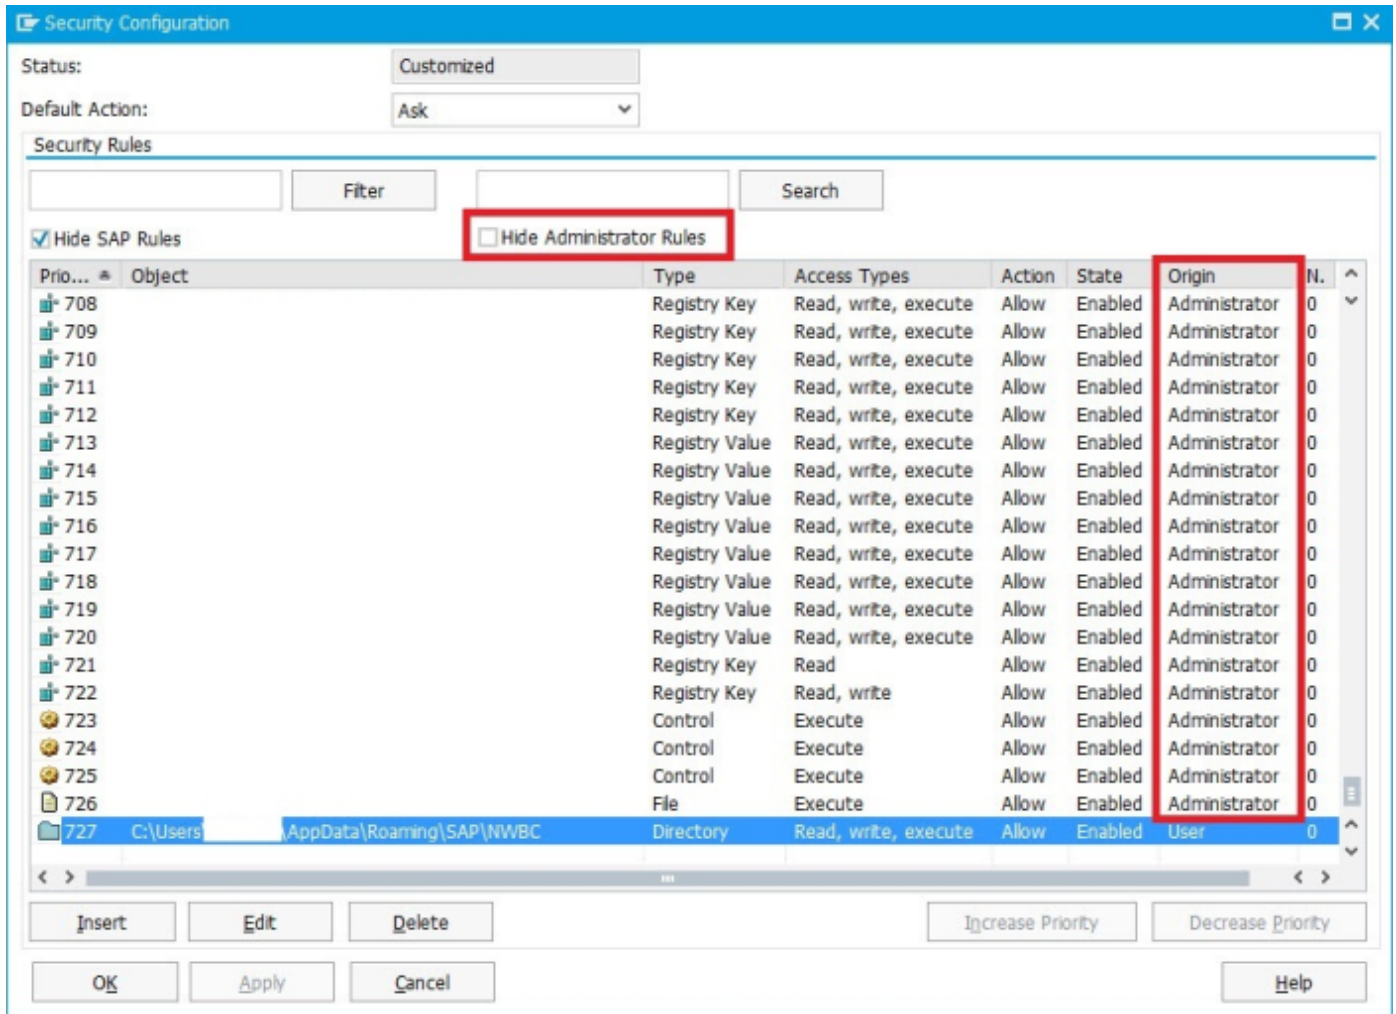 Security Configuration
Status: Customized
Default Action: Ask
Security Rules
Filter Search
Hide SAP Rules Hide Administrator Rules
Prio... Object Type Access Types Action State Origin N.
708 Registry Key Read, write, execute Allow Enabled Administrator 0
709 Registry Key Read, write, execute Allow Enabled Administrator 0
710 Registry Key Read, write, execute Allow Enabled Administrator 0
711 Registry Key Read, write, execute Allow Enabled Administrator 0
712 Registry Key Read, write, execute Allow Enabled Administrator 0
713 Registry Value Read, write, execute Allow Enabled Administrator 0
714 Registry Value Read, write, execute Allow Enabled Administrator 0
715 Registry Value Read, write, execute Allow Enabled Administrator 0
716 Registry Value Read, write, execute Allow Enabled Administrator 0
717 Registry Value Read, write, execute Allow Enabled Administrator 0
718 Registry Value Read, write, execute Allow Enabled Administrator 0
719 Registry Value Read, write, execute Allow Enabled Administrator 0
720 Registry Value Read, write, execute Allow Enabled Administrator 0
721 Registry Key Read Allow Enabled Administrator 0
722 Registry Key Read, write Allow Enabled Administrator 0
723 Control Execute Allow Enabled Administrator 0
724 Control Execute Allow Enabled Administrator 0
725 Control Execute Allow Enabled Administrator 0
726 File Execute Allow Enabled Administrator 0
727 C:\Users\ \AppData\Roaming\SAP\NWBC Directory Read, write, execute Allow Enabled User 0
Insert Edit Delete Increase Priority Decrease Priority
OK Apply Cancel Help